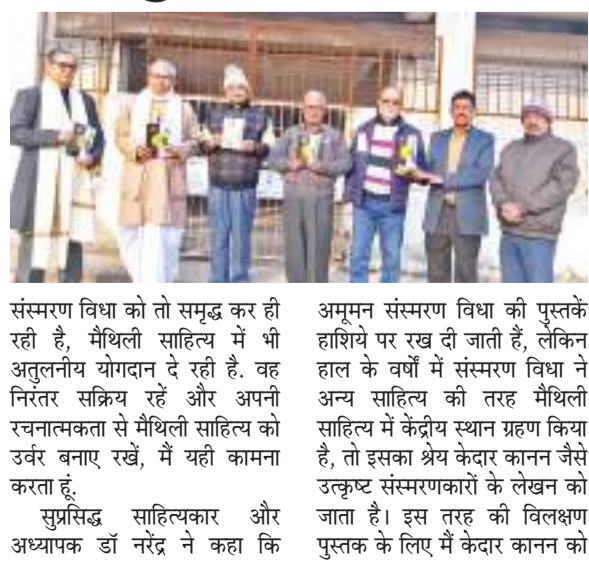 संस्मरण विधा को तो समृद्ध कर ही
रही है, मैथिली साहित्य में भी
अतुलनीय योगदान दे रही है. वह
निरंतर सक्रिय रहें और अपनी
रचनात्मकता से मैथिली साहित्य को
उर्वर बनाए रखें, मैं यही कामना
करता हूं.
सुप्रसिद्ध साहित्यकार और
अध्यापक डॉ नरेंद्र ने कहा कि
अमूमन संस्मरण विधा की पुस्तकें
हाशिये पर रख दी जाती हैं, लेकिन
हाल के वर्षों में संस्मरण विधा ने
अन्य साहित्य की तरह मैथिली
साहित्य में केंद्रीय स्थान ग्रहण किया
है, तो इसका श्रेय केदार कानन जैसे
उत्कृष्ट संस्मरणकारों के लेखन को
जाता है। इस तरह की विलक्षण
पुस्तक के लिए मैं केदार कानन को